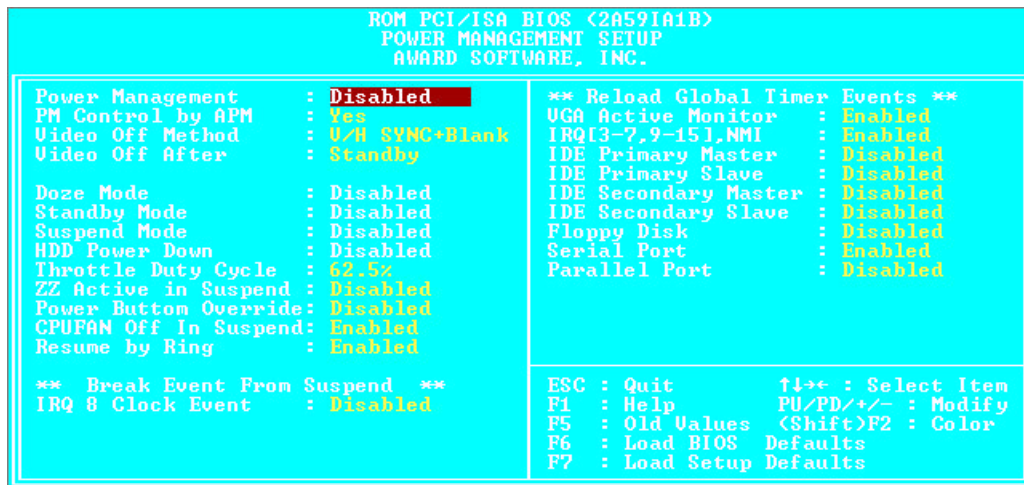 ROM PCI/ISA BIOS (2A59IA1B)
POWER MANAGEMENT SETUP
AWARD SOFTWARE, INC.
Power Management : Disabled
PM Control by APM : Yes
Video Off Method : V/H SYNC+Blank
Video Off After : Standby
Doze Mode : Disabled
Standby Mode : Disabled
Suspend Mode : Disabled
HDD Power Down : Disabled
Throttle Duty Cycle : 62.5%
ZZ Active in Suspend : Disabled
Power Buttom Override: Disabled
CPUFAN Off In Suspend: Enabled
Resume by Ring : Enabled
** Break Event From Suspend **
IRQ 8 Clock Event : Disabled
** Reload Global Timer Events **
VGA Active Monitor : Enabled
IRQ[3-7,9-15],NMI : Enabled
IDE Primary Master : Disabled
IDE Primary Slave : Disabled
IDE Secondary Master : Disabled
IDE Secondary Slave : Disabled
Floppy Disk : Disabled
Serial Port : Enabled
Parallel Port : Disabled
ESC : Quit ↑↓→← : Select Item
F1 : Help PU/PD/+/- : Modify
F5 : Old Values (Shift)F2 : Color
F6 : Load BIOS Defaults
F7 : Load Setup Defaults